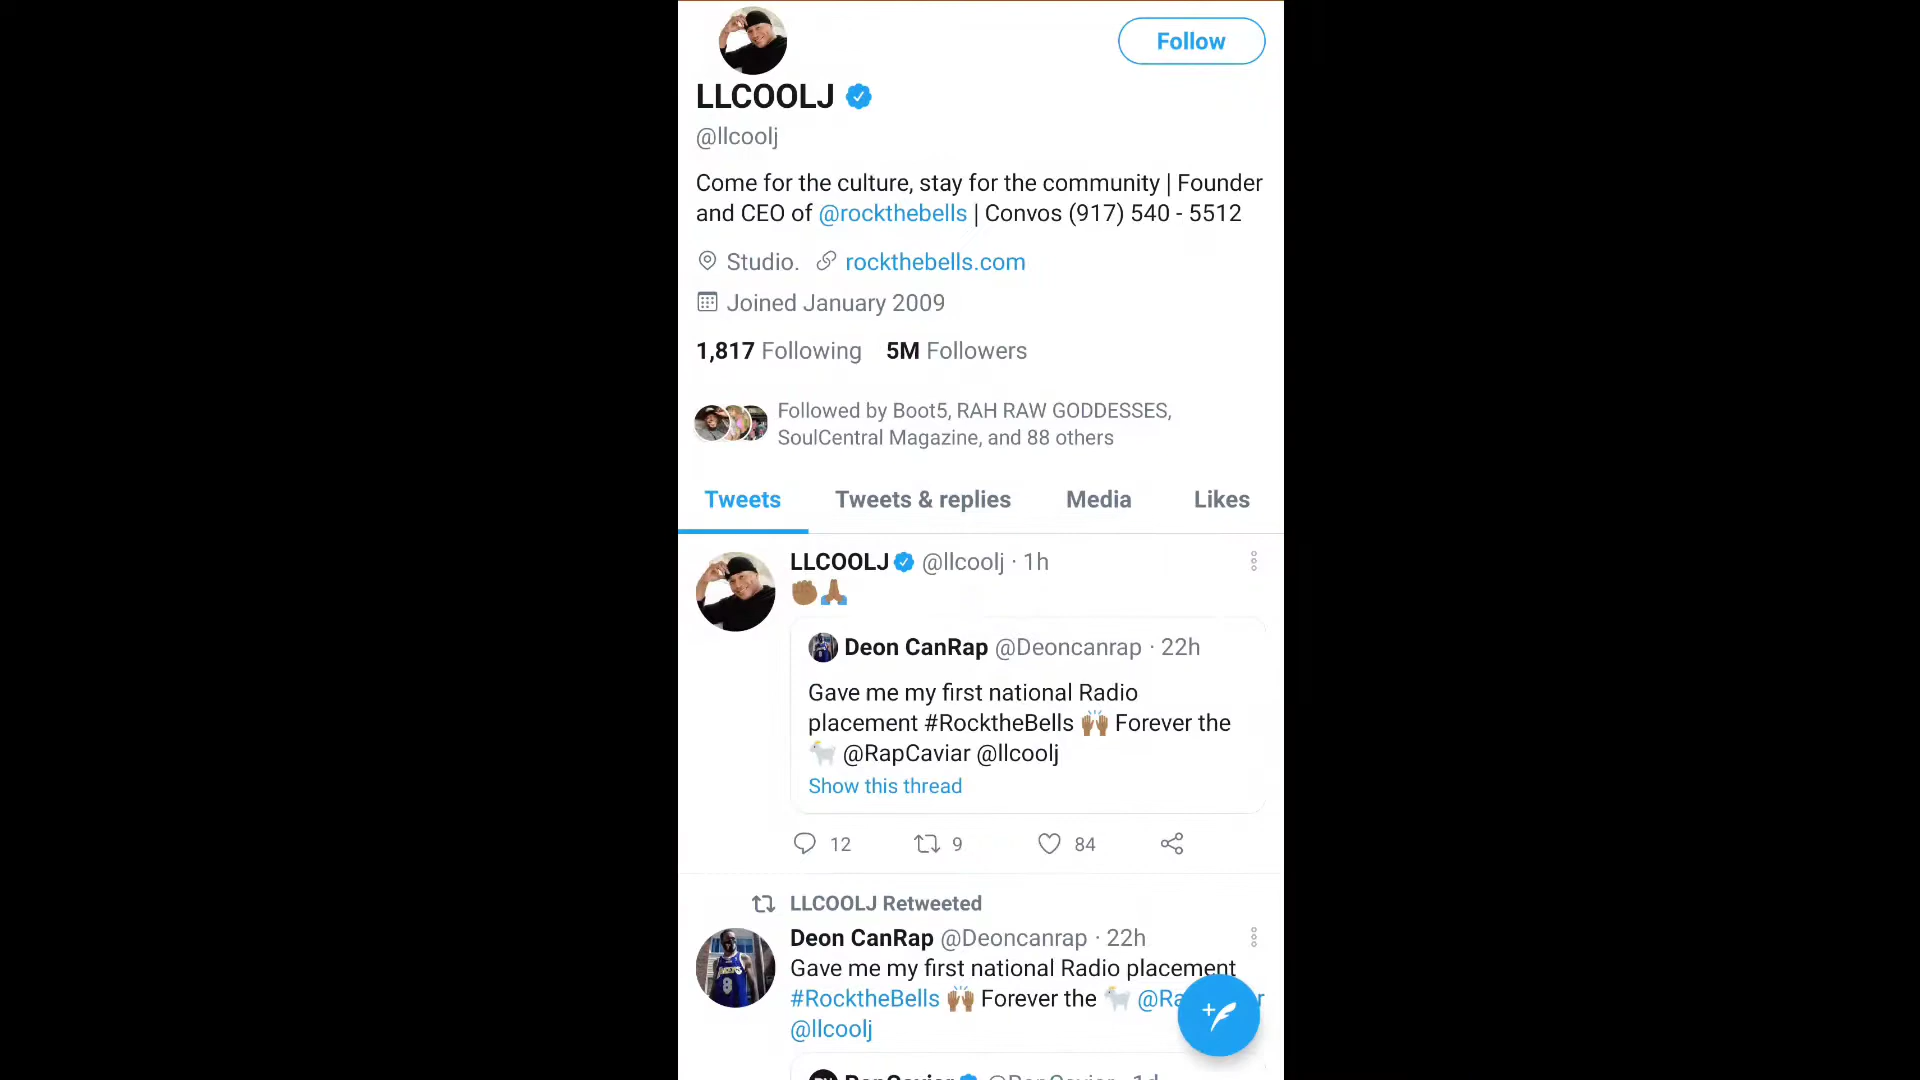 Follow
LLCOOLJ
@llcoolj
Come for the culture, stay for the community | Founder
and CEO of @rockthebells | Convos (917) 540 - 5512
Studio. rockthebells.com
Joined January 2009
1,817 Following 5M Followers
Followed by Boot5, RAH RAW GODDESSES,
SoulCentral Magazine, and 88 others
Tweets Tweets & replies Media Likes
LLCOOLJ @llcoolj · 1h
✊🏾🙏🏾
Deon CanRap @Deoncanrap · 22h
Gave me my first national Radio
placement #RocktheBells 🙌🏾 Forever the
🐐 @RapCaviar @llcoolj
Show this thread
12 9 84
LLCOOLJ Retweeted
Deon CanRap @Deoncanrap · 22h
Gave me my first national Radio placement
#RocktheBells 🙌🏾 Forever the 🐐
@llcoolj
RapCaviar @RapCaviar · 1d